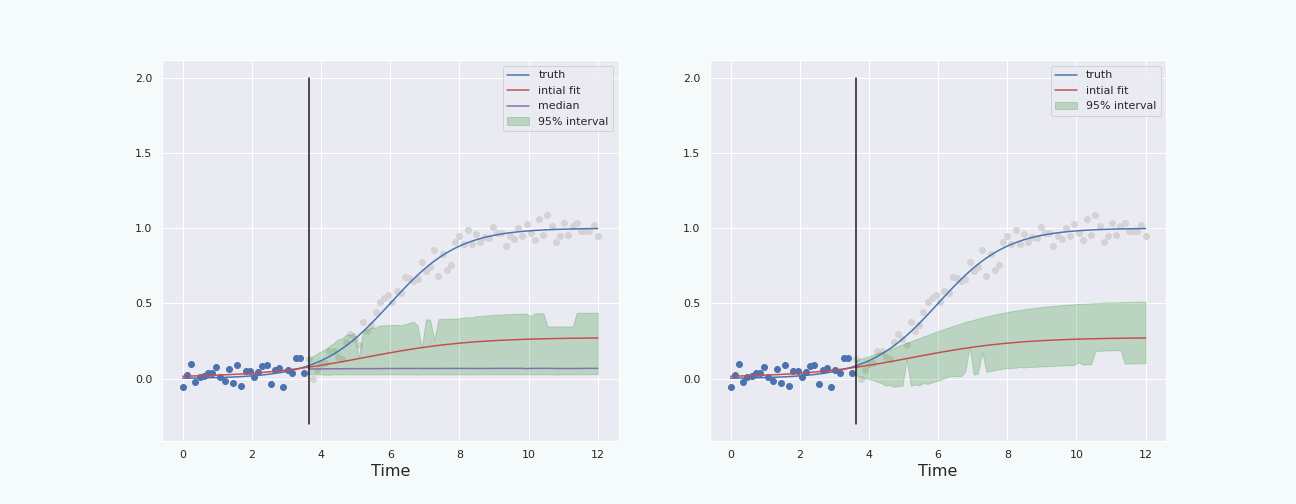 2.0
1.5
1.0
0.5
0.0
0 2 4 6 8 10 12
Time
truth
intial fit
median
95% interval
2.0
1.5
1.0
0.5
0.0
0 2 4 6 8 10 12
Time
truth
intial fit
95% interval